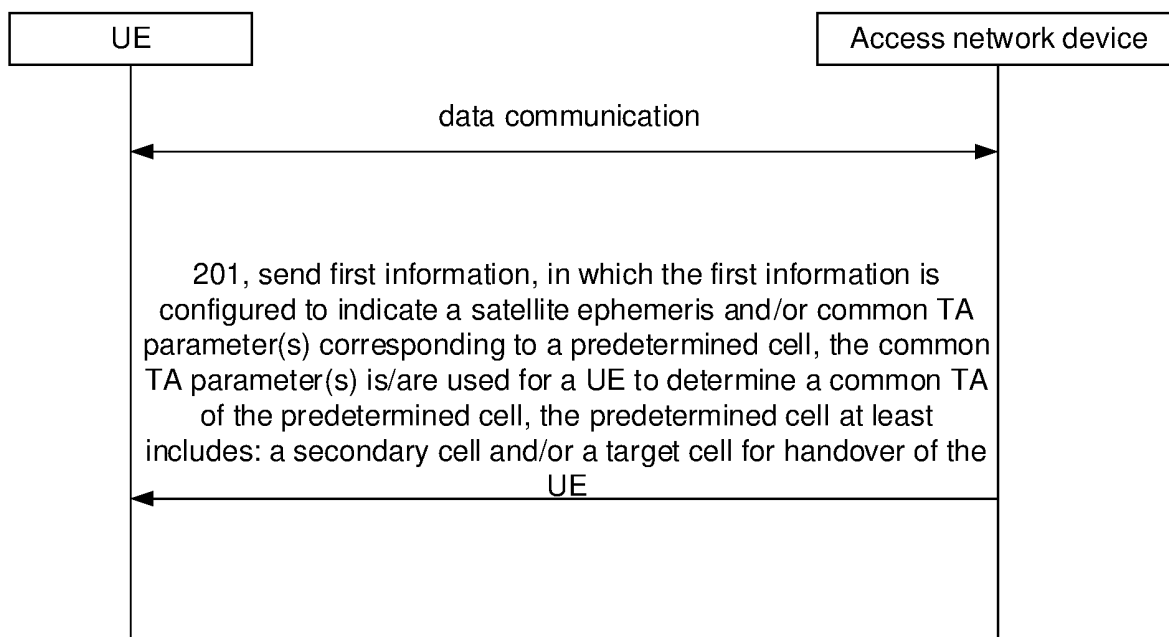 UE
Access network device
data communication
201, send first information, in which the first information is
configured to indicate a satellite ephemeris and/or common TA
parameter(s) corresponding to a predetermined cell, the common
TA parameter(s) is/are used for a UE to determine a common TA
of the predetermined cell, the predetermined cell at least
includes: a secondary cell and/or a target cell for handover of the
UE